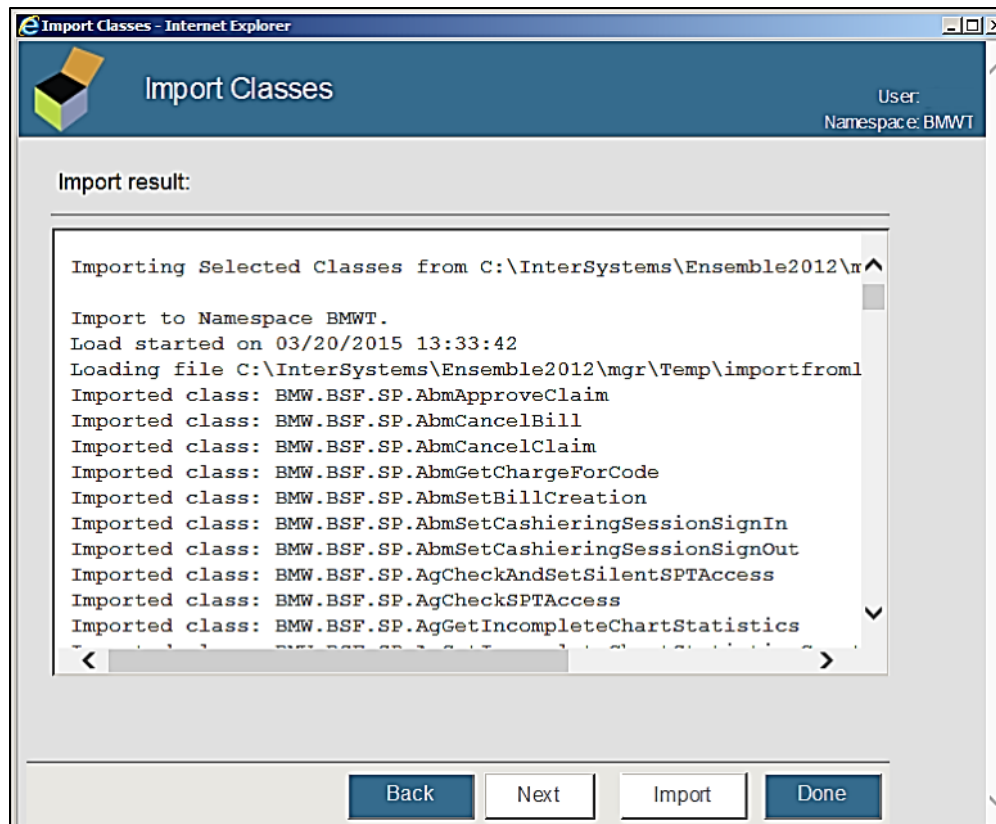 Import Classes - Internet Explorer
Import Classes
User:
Namespace: BMWT
Import result:
Importing Selected Classes from C:\InterSystems\Ensemble2012\m
Import to Namespace BMWT.
Load started on 03/20/2015 13:33:42
Loading file C:\InterSystems\Ensemble2012\mgr\Temp\importfroml
Imported class: BMW.BSF.SP.AbmApproveClaim
Imported class: BMW.BSF.SP.AbmCancelBill
Imported class: BMW.BSF.SP.AbmCancelClaim
Imported class: BMW.BSF.SP.AbmGetChargeForCode
Imported class: BMW.BSF.SP.AbmSetBillCreation
Imported class: BMW.BSF.SP.AbmSetCashieringSessionSignIn
Imported class: BMW.BSF.SP.AbmSetCashieringSessionSignOut
Imported class: BMW.BSF.SP.AgCheckAndSetSilentSPTAccess
Imported class: BMW.BSF.SP.AgCheckSPTAccess
Imported class: BMW.BSF.SP.AgGetIncompleteChartStatistics
Back Next Import Done